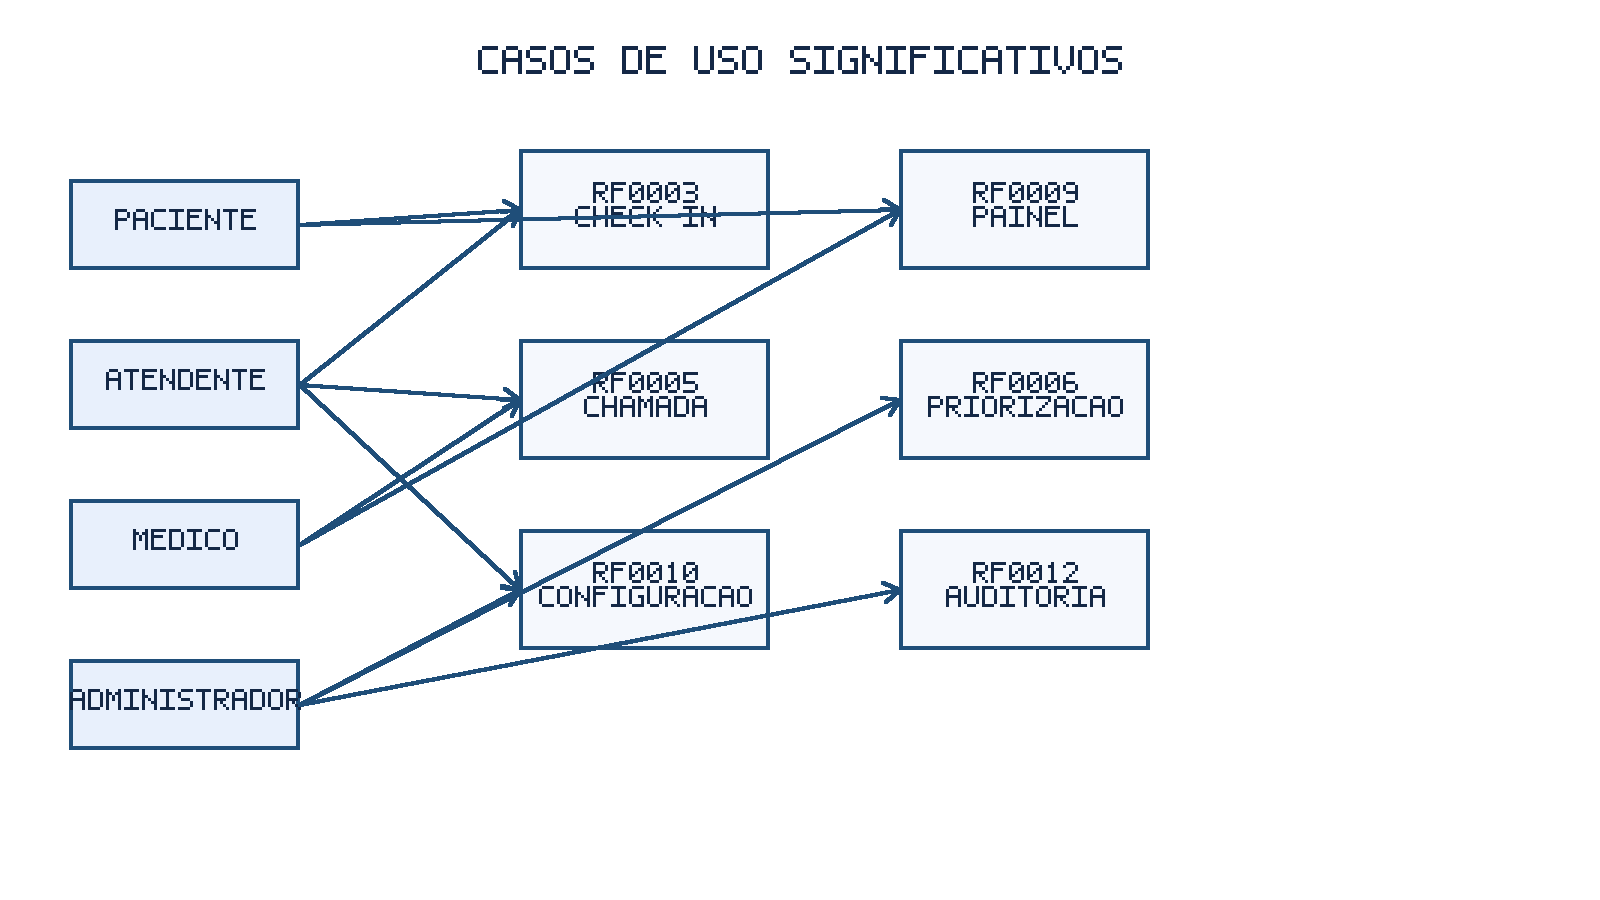 CASOS DE USO SIGNIFICATIVOS
PACIENTE
RF0003
CHECK-IN
RF0009
PAINEL
ATENDENTE
RF0005
CHAMADA
RF0006
PRIORIZACAO
MEDICO
RF0010
CONFIGURACAO
RF0012
AUDITORIA
ADMINISTRADOR